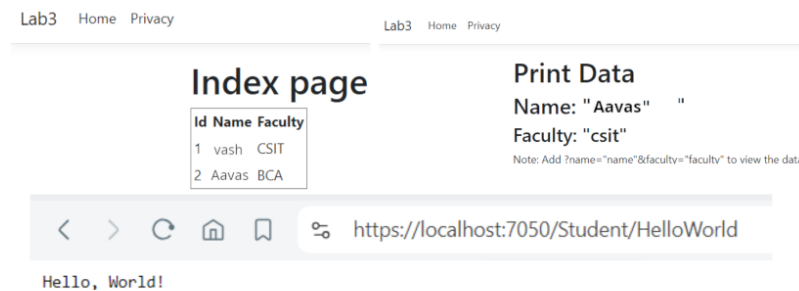 Lab3 Home Privacy
Index page
Id Name Faculty
1 vash CSIT
2 Aavas BCA
Lab3 Home Privacy
Print Data
Name: "Aavas" "
Faculty: "csit"
Note: Add ?name="name"&faculty="faculty" to view the data
https://localhost:7050/Student/HelloWorld
Hello, World!